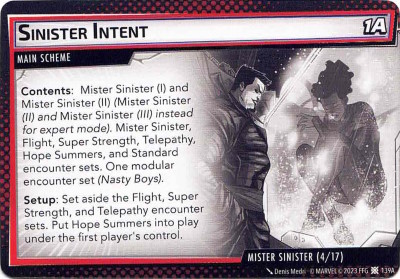 SINISTER INTENT
1A
MAIN SCHEME
Contents: Mister Sinister (I) and
Mister Sinister (II) (Mister Sinister
(II) and Mister Sinister (III) instead
for expert mode). Mister Sinister,
Flight, Super Strength, Telepathy,
Hope Summers, and Standard
encounter sets. One modular
encounter set (Nasty Boys).
Setup: Set aside the Flight, Super
Strength, and Telepathy encounter
sets. Put Hope Summers into play
under the first player's control.
MISTER SINISTER (4/17)
Denis Medri © MARVEL © 2023 FFG 139A